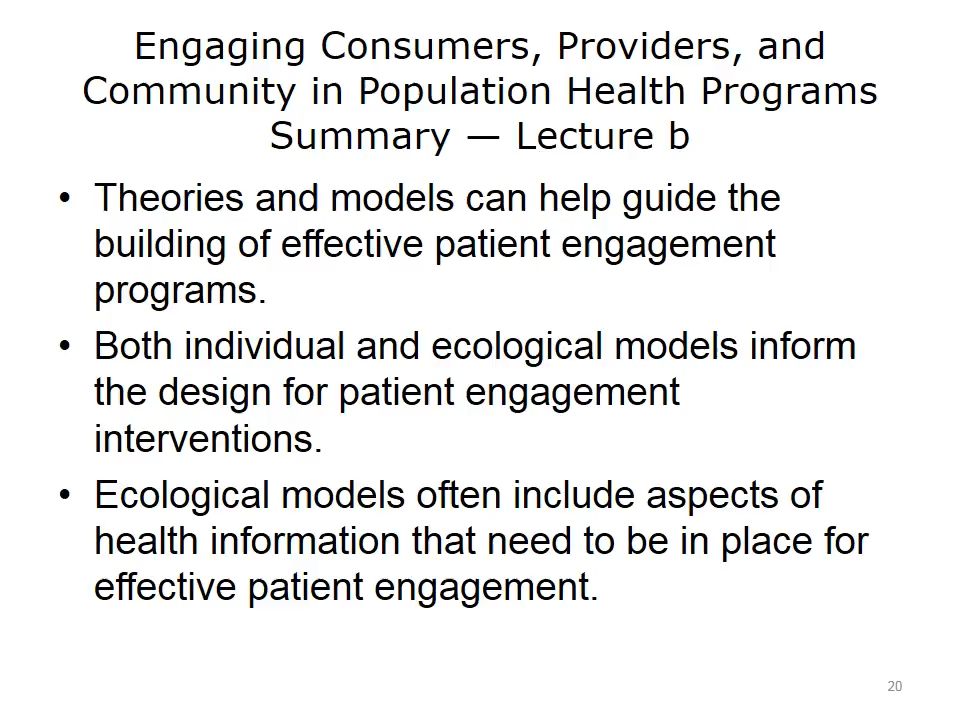 Engaging Consumers, Providers, and
Community in Population Health Programs
Summary — Lecture b
• Theories and models can help guide the
building of effective patient engagement
programs.
• Both individual and ecological models inform
the design for patient engagement
interventions.
• Ecological models often include aspects of
health information that need to be in place for
effective patient engagement.
20